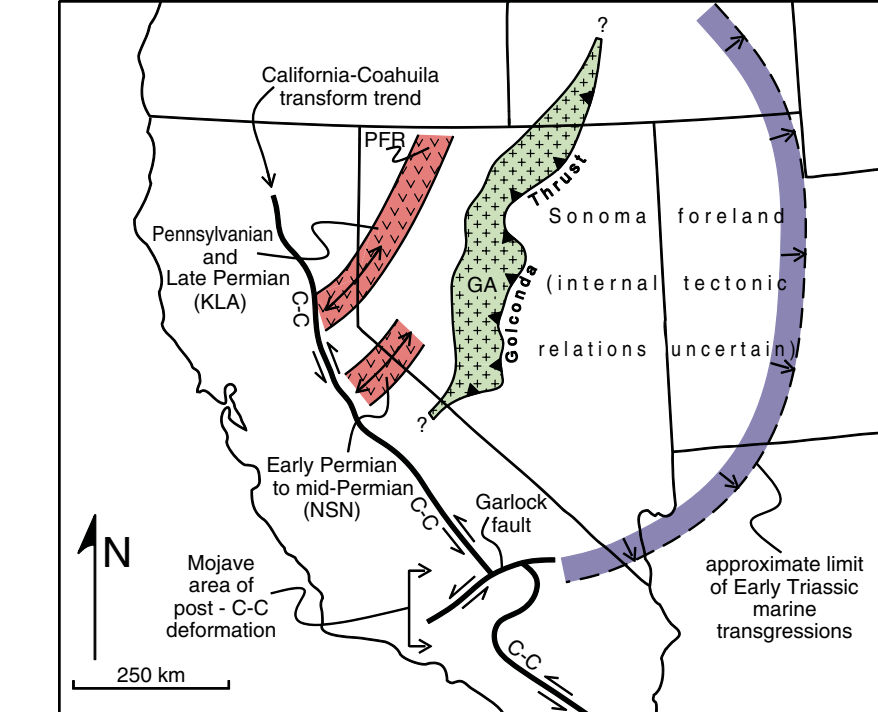 ?
California-Coahuila
transform trend
PFR
Thrust
Sonoma foreland
Pennsylvanian
and
Late Permian
(KLA)
C-C
GA
(internal tectonic
Golconda
relations uncertain)
?
Early Permian
to mid-Permian
(NSN)
C-C
Garlock
fault
N
Mojave
area of
post - C-C
deformation
approximate limit
of Early Triassic
marine
transgressions
C-C
250 km